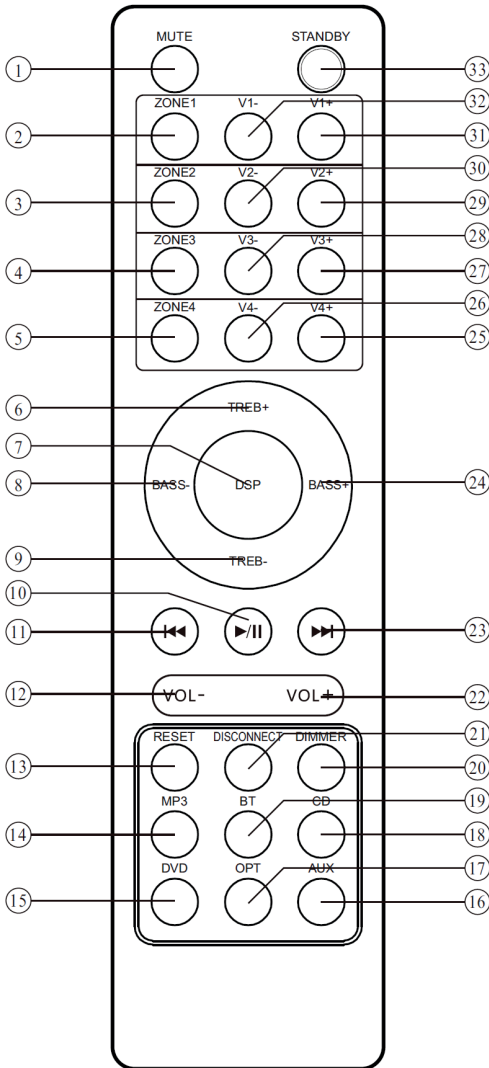 MUTE STANDBY
1 33
32
ZONE1 V1- V1+
2 31
30
ZONE2 V2- V2+
3 29
28
ZONE3 V3- V3+
4 27
26
ZONE4 V4- V4+
5 25
6 TREB+
7
8 BASS- DSP BASS+ 24
9 TREB-
10
11 23
12 VOL- VOL+ 22
RESET DISCONNECT DIMMER 21
13 20
MP3 BT CD 19
14 18
DVD OPT AUX 17
15 16